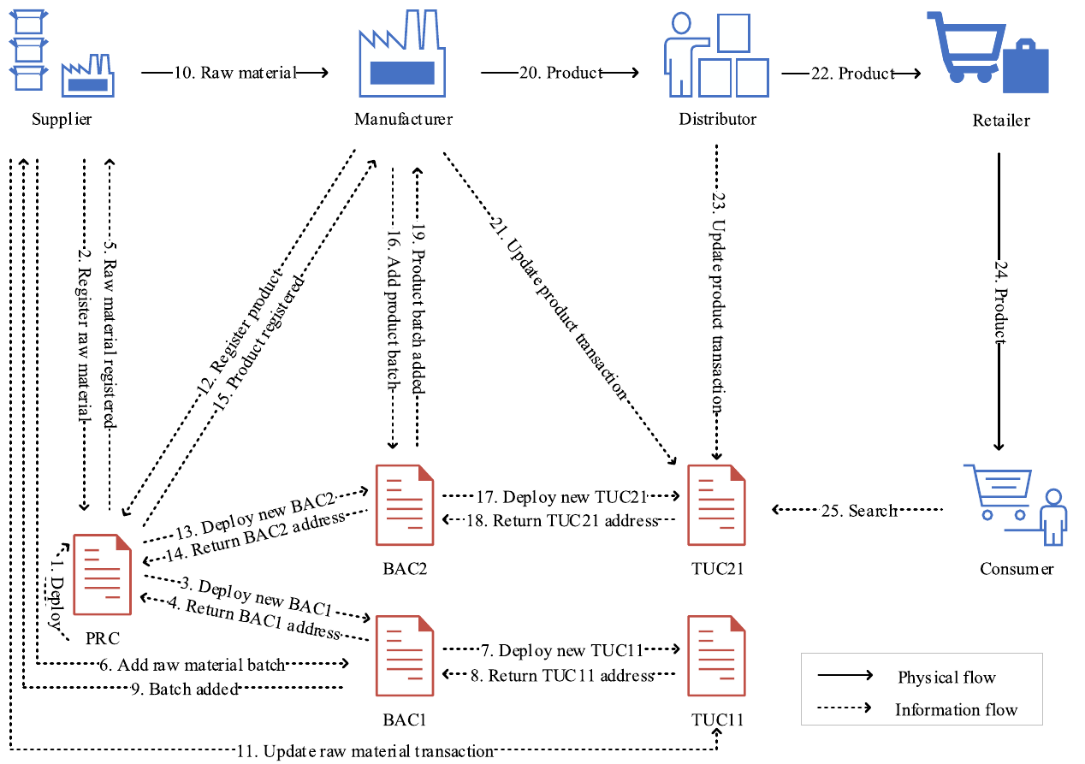 10. Raw material
20. Product
22. Product
Supplier
Manufacturer
Distributor
Retailer
2. Register raw material
5. Raw material registered
12. Register product
15. Product registered
16. Add product batch
19. Product batch added
21. Update product transaction
23. Update product transaction
24. Product
13. Deploy new BAC2
14. Return BAC2 address
17. Deploy new TUC21
18. Return TUC21 address
25. Search
BAC2
TUC21
Consumer
1. Deploy
3. Deploy new BAC1
4. Return BAC1 address
PRC
6. Add raw material batch
9. Batch added
7. Deploy new TUC11
8. Return TUC11 address
BAC1
TUC11
Physical flow
Information flow
11. Update raw material transaction